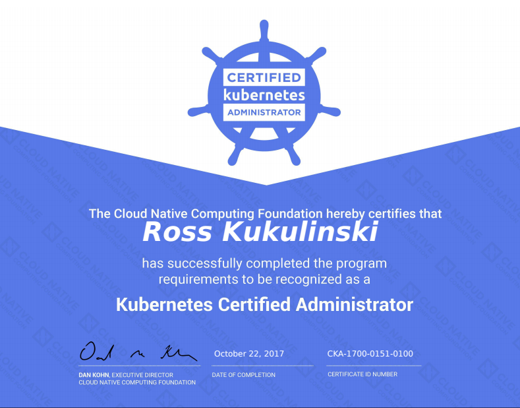 CERTIFIED
kubernetes
ADMINISTRATOR
The Cloud Native Computing Foundation hereby certifies that
Ross Kukulinski
has successfully completed the program
requirements to be recognized as a
Kubernetes Certified Administrator
October 22, 2017
CKA-1700-0151-0100
DAN KOHN, EXECUTIVE DIRECTOR
CLOUD NATIVE COMPUTING FOUNDATION
DATE OF COMPLETION
CERTIFICATE ID NUMBER
CLOUD NATIVE